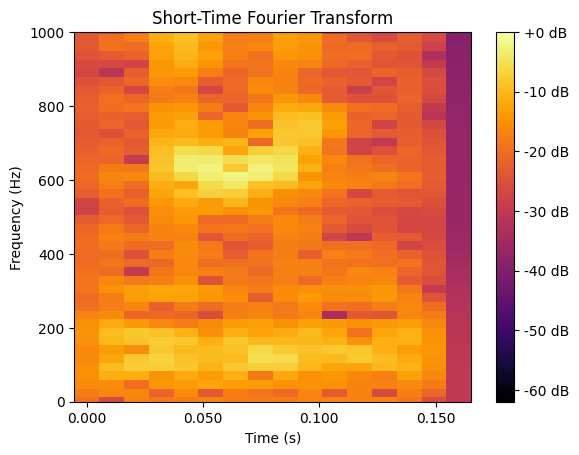 Short-Time Fourier Transform
1000
800
600
400
200
0
Frequency (Hz)
0.000
0.050
0.100
0.150
Time (s)
+0 dB
-10 dB
-20 dB
-30 dB
-40 dB
-50 dB
-60 dB